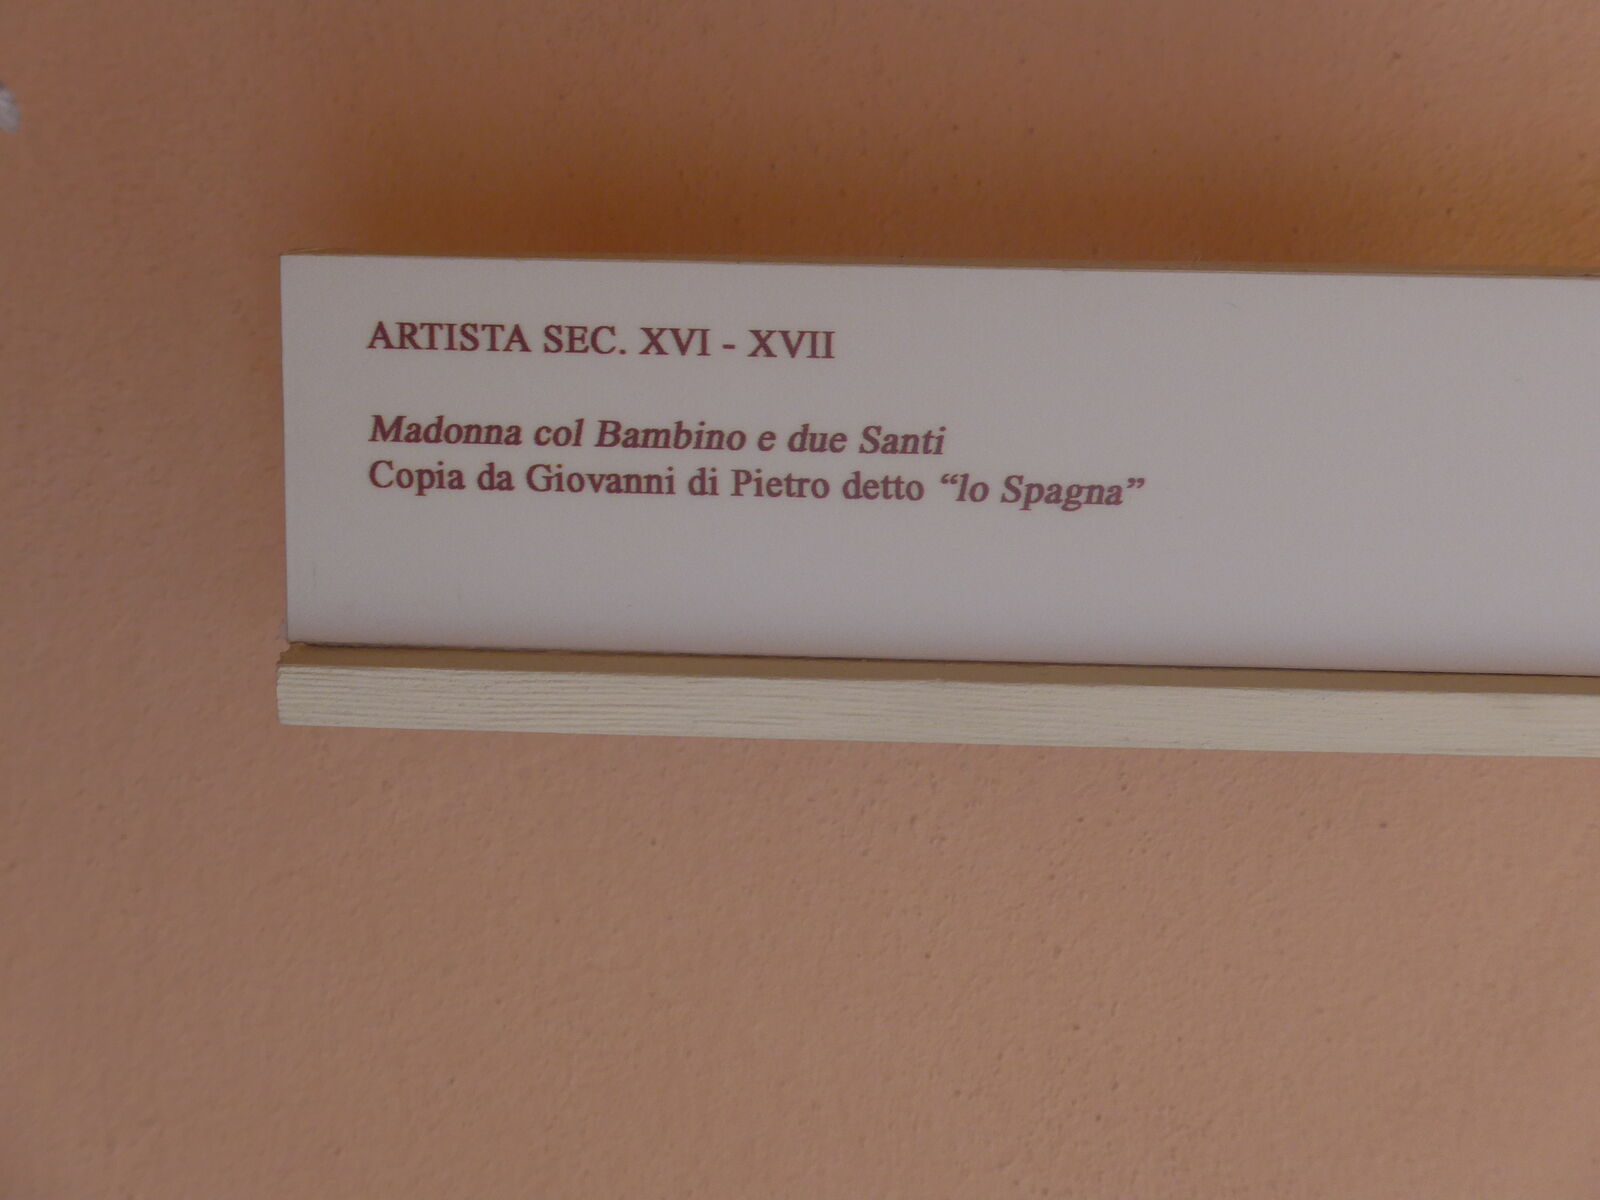 ARTISTA SEC. XVI - XVII
Madonna col Bambino e due Santi
Copia da Giovanni di Pietro detto “lo Spagna”